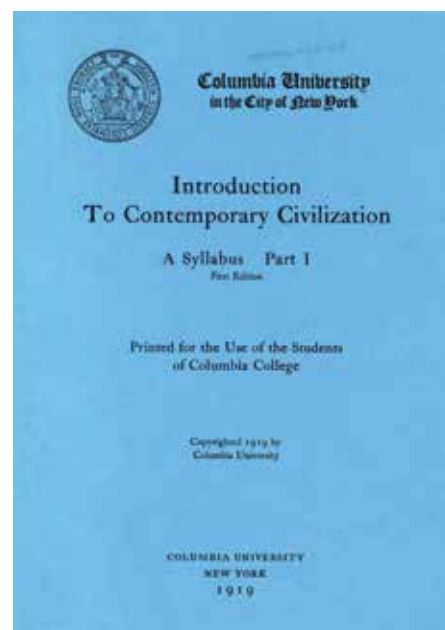 Columbia University
in the City of New York
Introduction
To Contemporary Civilization
A Syllabus Part I
First Edition
Printed for the Use of the Students
of Columbia College
Copyrighted 1919 by
Columbia University
COLUMBIA UNIVERSITY
NEW YORK
1919